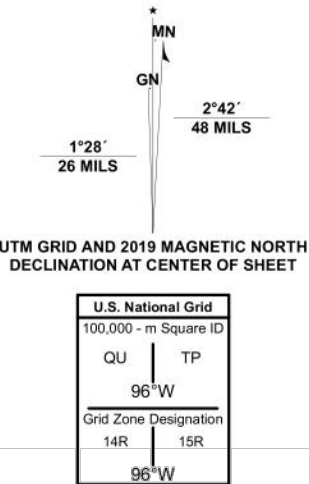 ★
MN
GN
2°42´
48 MILS
1°28´
26 MILS
UTM GRID AND 2019 MAGNETIC NORTH
DECLINATION AT CENTER OF SHEET
U.S. National Grid
100,000 - m Square ID
QU TP
96°W
Grid Zone Designation
14R 15R
96°W